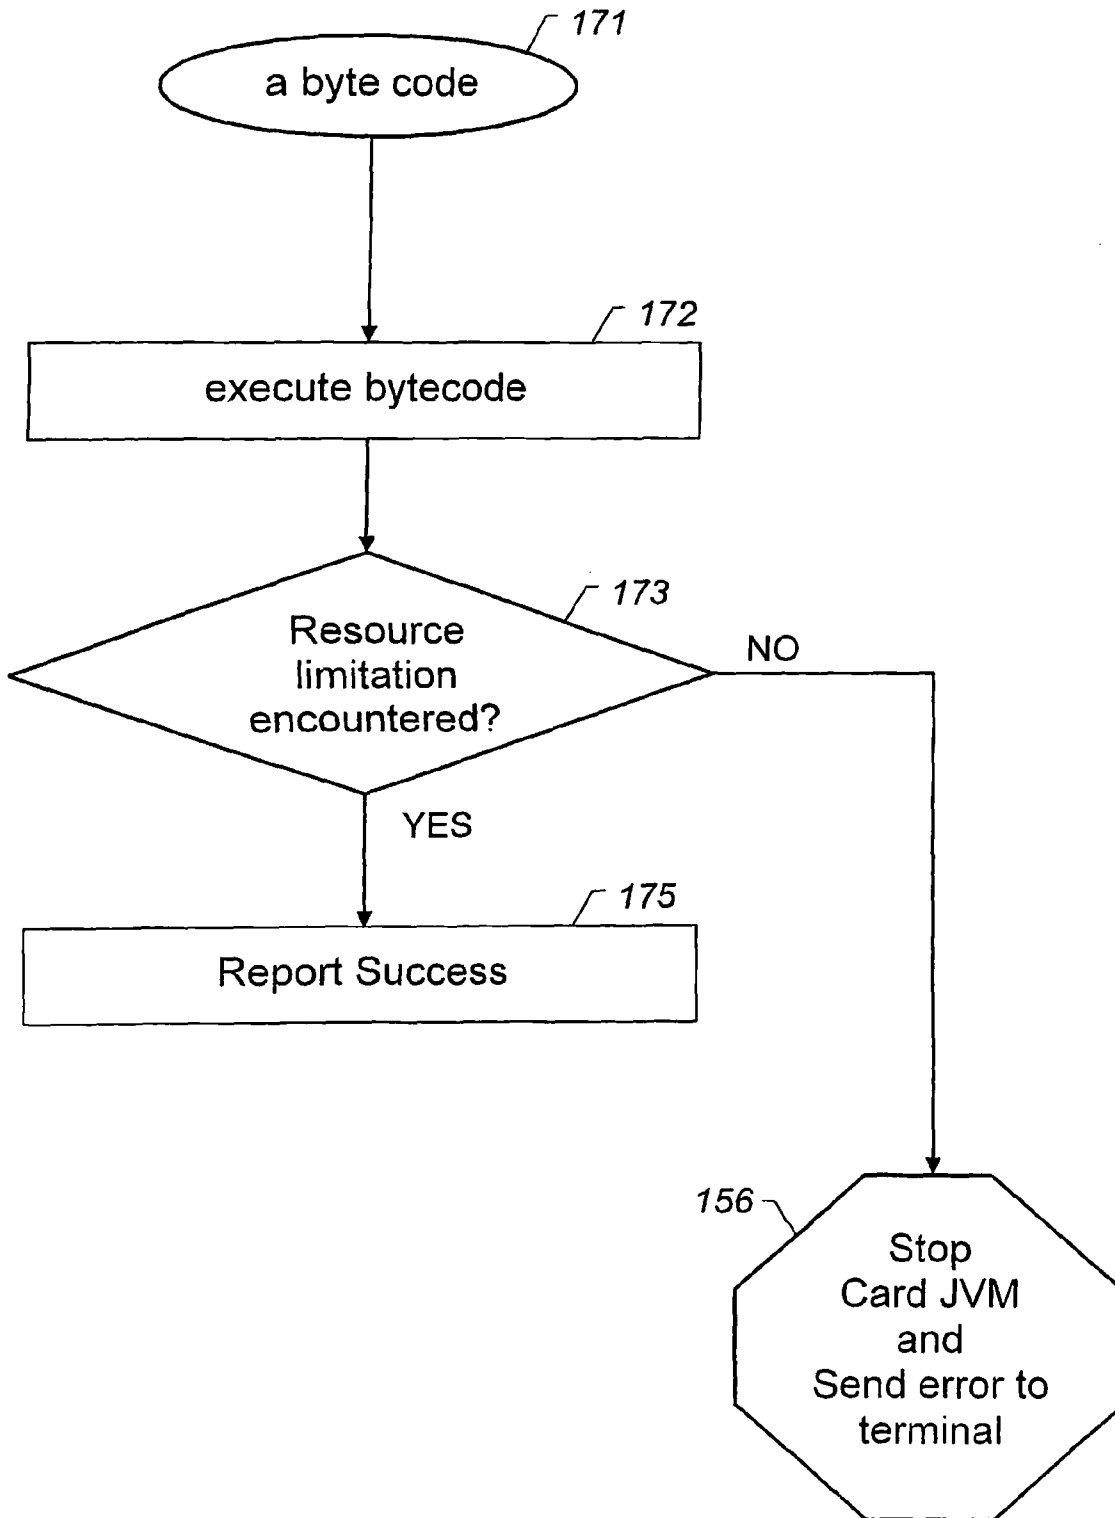 171
a byte code
172
execute bytecode
173
Resource
limitation
encountered?
NO
YES
175
Report Success
156
Stop
Card JVM
and
Send error to
terminal